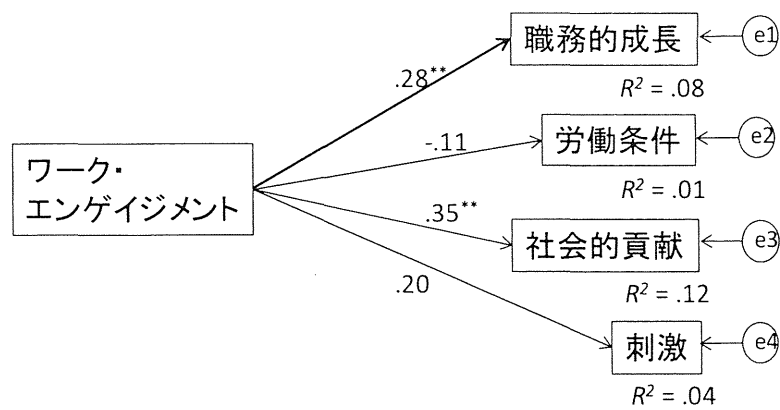 職務的成長
e1
.28**
R² = .08
労働条件
e2
-.11
R² = .01
ワーク・
エンゲイジメント
.35**
社会的貢献
e3
R² = .12
.20
刺激
e4
R² = .04